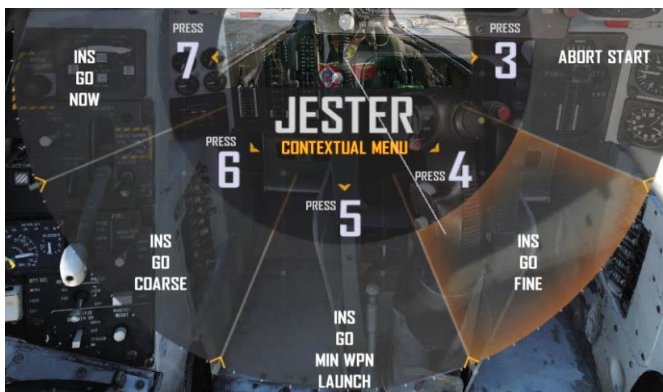 PRESS
7
INS
GO
NOW
PRESS
3
ABORT START
JESTER
CONTEXTUAL MENU
PRESS
6
PRESS
4
PRESS
5
INS
GO
COARSE
INS
GO
FINE
INS
GO
MIN WPN
LAUNCH